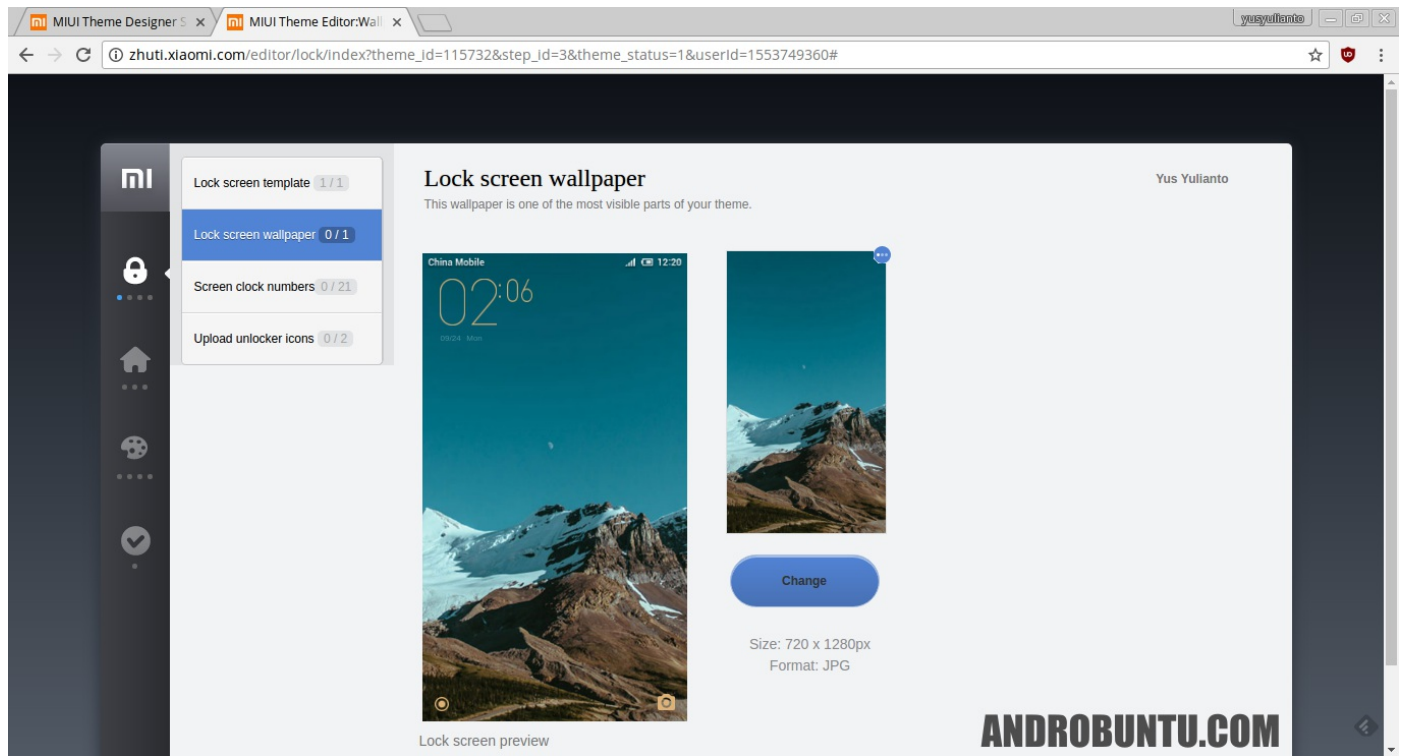 MIUI Theme Designer S
MIUI Theme Editor:Wall
yusyulianto
zhuti.xiaomi.com/editor/lock/index?theme_id=115732&step_id=3&theme_status=1&userId=1553749360#
Lock screen template 1 / 1
Lock screen wallpaper 0 / 1
Screen clock numbers 0 / 21
Upload unlocker icons 0 / 2
Lock screen wallpaper
Yus Yulianto
This wallpaper is one of the most visible parts of your theme.
China Mobile 12:20
02:06
09/24 Mon
Change
Size: 720 x 1280px
Format: JPG
Lock screen preview
ANDROBUNTU.COM